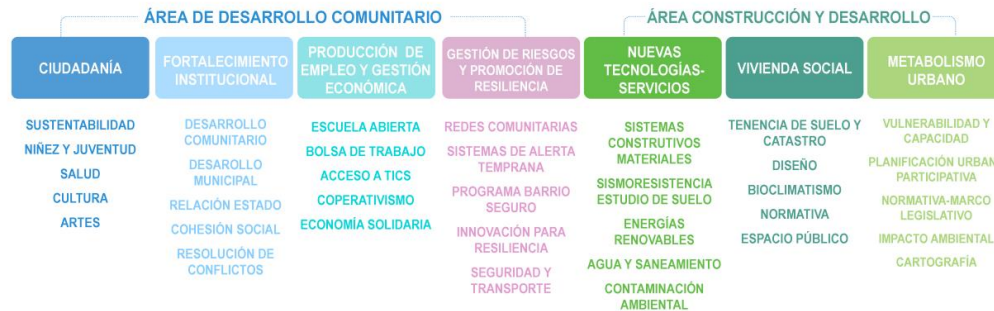 ÁREA DE DESARROLLO COMUNITARIO
ÁREA CONSTRUCCIÓN Y DESARROLLO
CIUDADANÍA
SUSTENTABILIDAD
NIÑEZ Y JUVENTUD
SALUD
CULTURA
ARTES
FORTALECIMIENTO
INSTITUCIONAL
DESARROLLO
COMUNITARIO
DESAROLLO
MUNICIPAL
RELACIÓN ESTADO
COHESIÓN SOCIAL
RESOLUCIÓN DE
CONFLICTOS
PRODUCCIÓN DE
EMPLEO Y GESTIÓN
ECONÓMICA
ESCUELA ABIERTA
BOLSA DE TRABAJO
ACCESO A TICS
COPERATIVISMO
ECONOMÍA SOLIDARIA
GESTIÓN DE RIESGOS
Y PROMOCIÓN DE
RESILIENCIA
REDES COMUNITARIAS
SISTEMAS DE ALERTA
TEMPRANA
PROGRAMA BARRIO
SEGURO
INNOVACIÓN PARA
RESILIENCIA
SEGURIDAD Y
TRANSPORTE
NUEVAS
TECNOLOGÍAS-
SERVICIOS
SISTEMAS
CONSTRUTIVOS
MATERIALES
SISMORESISTENCIA
ESTUDIO DE SUELO
ENERGÍAS
RENOVABLES
AGUA Y SANEAMIENTO
CONTAMINACIÓN
AMBIENTAL
VIVIENDA SOCIAL
TENENCIA DE SUELO Y
CATASTRO
DISEÑO
BIOCLIMATISMO
NORMATIVA
ESPACIO PÚBLICO
METABOLISMO
URBANO
VULNERABILIDAD Y
CAPACIDAD
PLANIFICACIÓN URBAN
PARTICIPATIVA
NORMATIVA-MARCO
LEGISLATIVO
IMPACTO AMBIENTAL
CARTOGRAFÍA